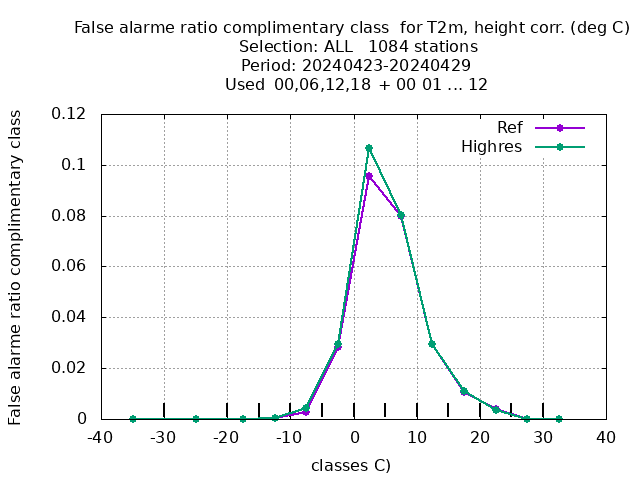 False alarme ratio complimentary class  for T2m, height corr. (deg C)
Selection: ALL   1084 stations
Period: 20240423-20240429
Used  00,06,12,18 + 00 01 ... 12
False alarme ratio complimentary class
0.12
0.1
0.08
0.06
0.04
0.02
0
Ref
Highres
-40 -30 -20 -10 0 10 20 30 40
classes C)